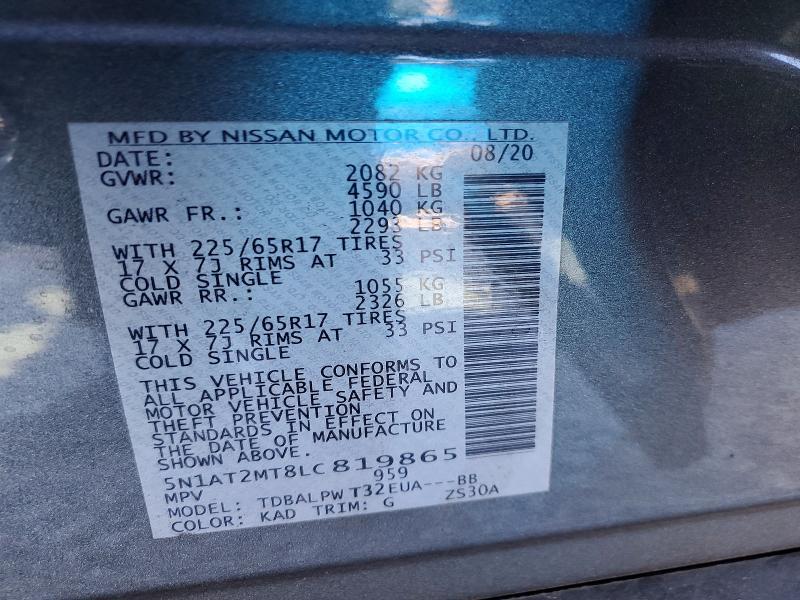 MFD BY NISSAN MOTOR CO., LTD.
DATE: 08/20
GVWR: 2082 KG
4590 LB
GAWR FR.: 1040 KG
2293 LB
WITH 225/65R17 TIRES
17 X 7J RIMS AT 33 PSI
COLD SINGLE
GAWR RR.: 1055 KG
2326 LB
WITH 225/65R17 TIRES
17 X 7J RIMS AT 33 PSI
COLD SINGLE
THIS VEHICLE CONFORMS TO
ALL APPLICABLE FEDERAL
MOTOR VEHICLE SAFETY AND
THEFT PREVENTION
STANDARDS IN EFFECT ON
THE DATE OF MANUFACTURE
SHOWN ABOVE.
5N1AT2MT8LC819865
MPV 959
MODEL: TDBALPWT32EUA---BB
COLOR: KAD TRIM: G ZS30A